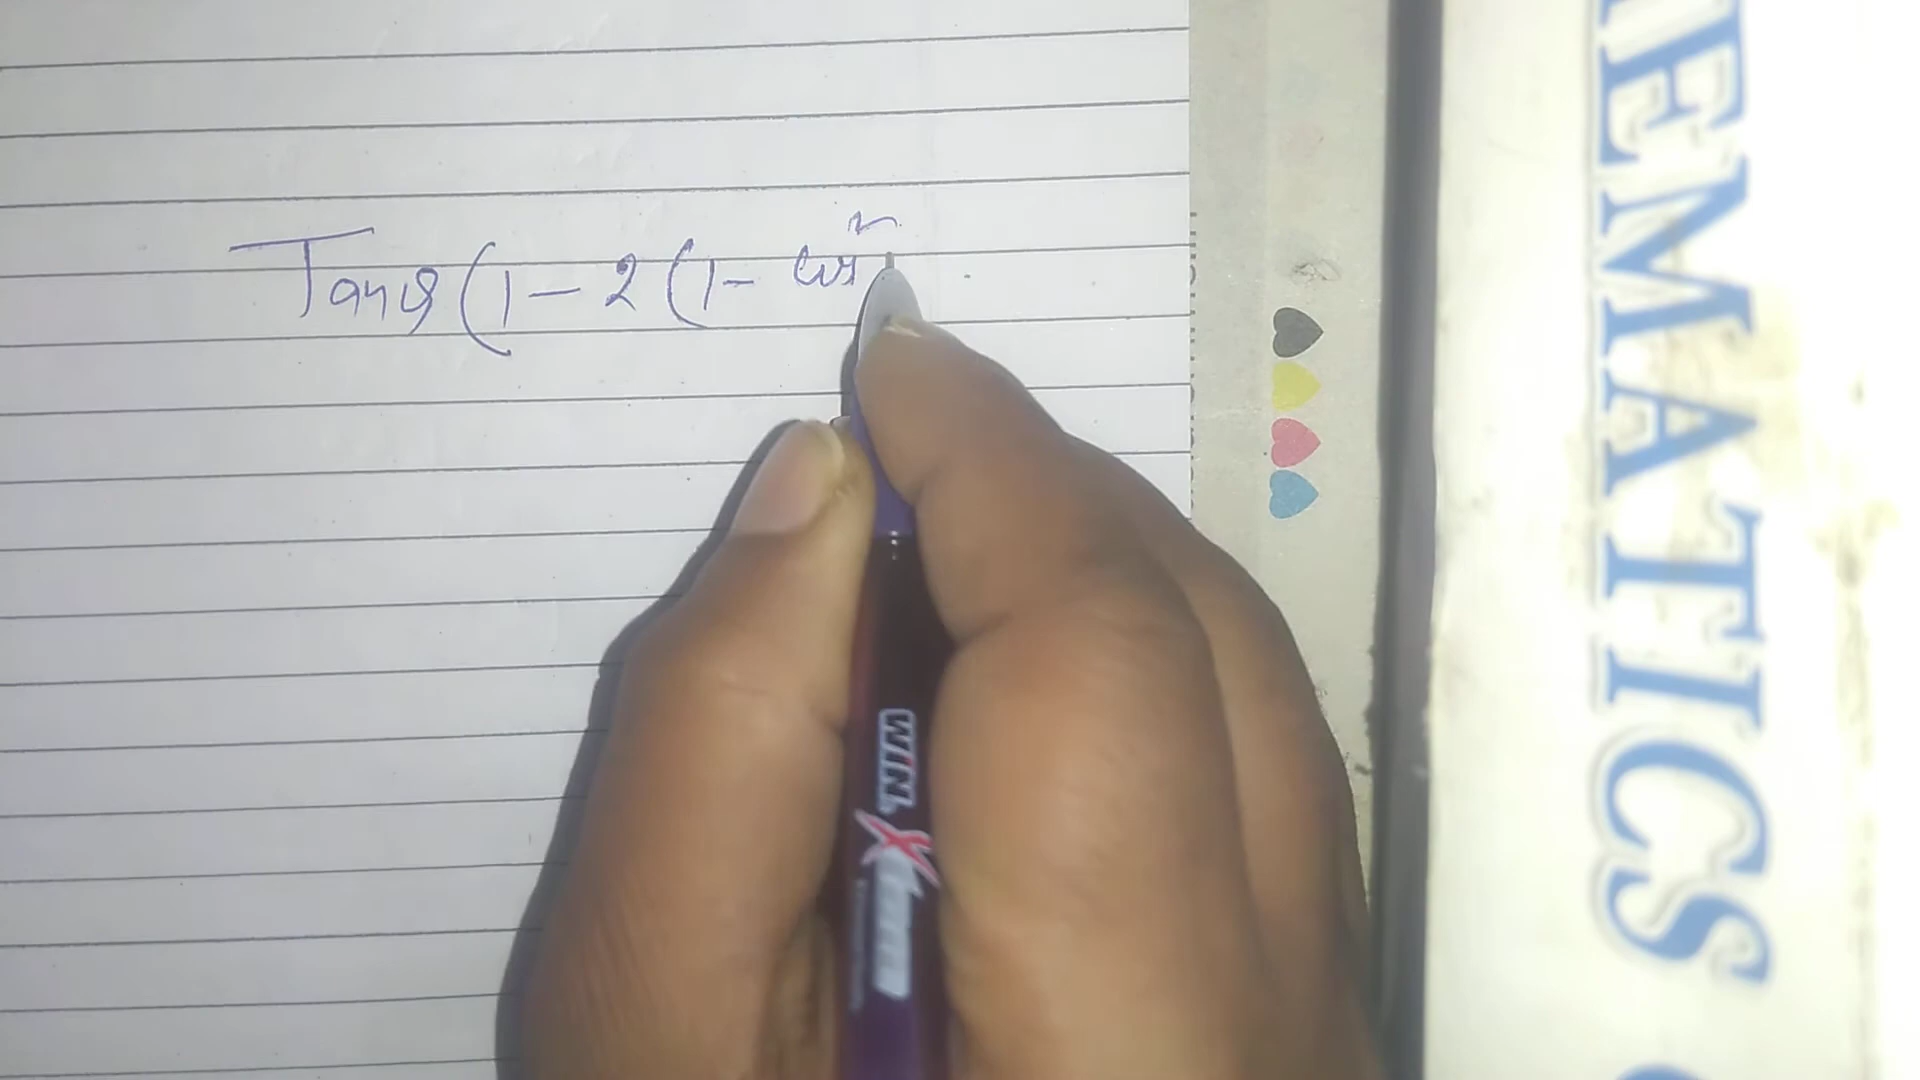 Tanθ (1 - 2 (1 - cos²
WIN
X
EMATICS